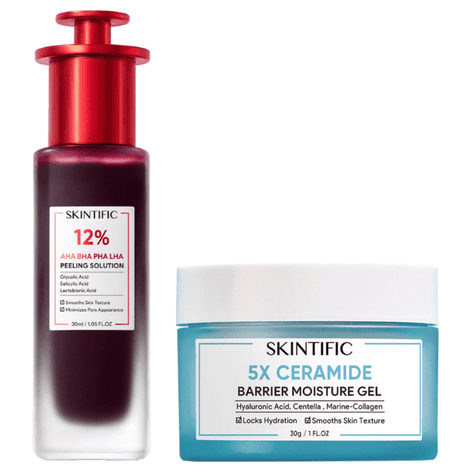 SKINTIFIC
12%
AHA BHA PHA LHA
PEELING SOLUTION
Glycolic Acid
Salicylic Acid
Lactobionic Acid
☑ Smooths Skin Texture
☑ Minimizes Pore Appearance
30ml / 1.05 FL.OZ
SKINTIFIC
5X CERAMIDE
BARRIER MOISTURE GEL
Hyaluronic Acid, Centella , Marine-Collagen
☑ Locks Hydration ☑ Smooths Skin Texture
30g / 1 FL.OZ